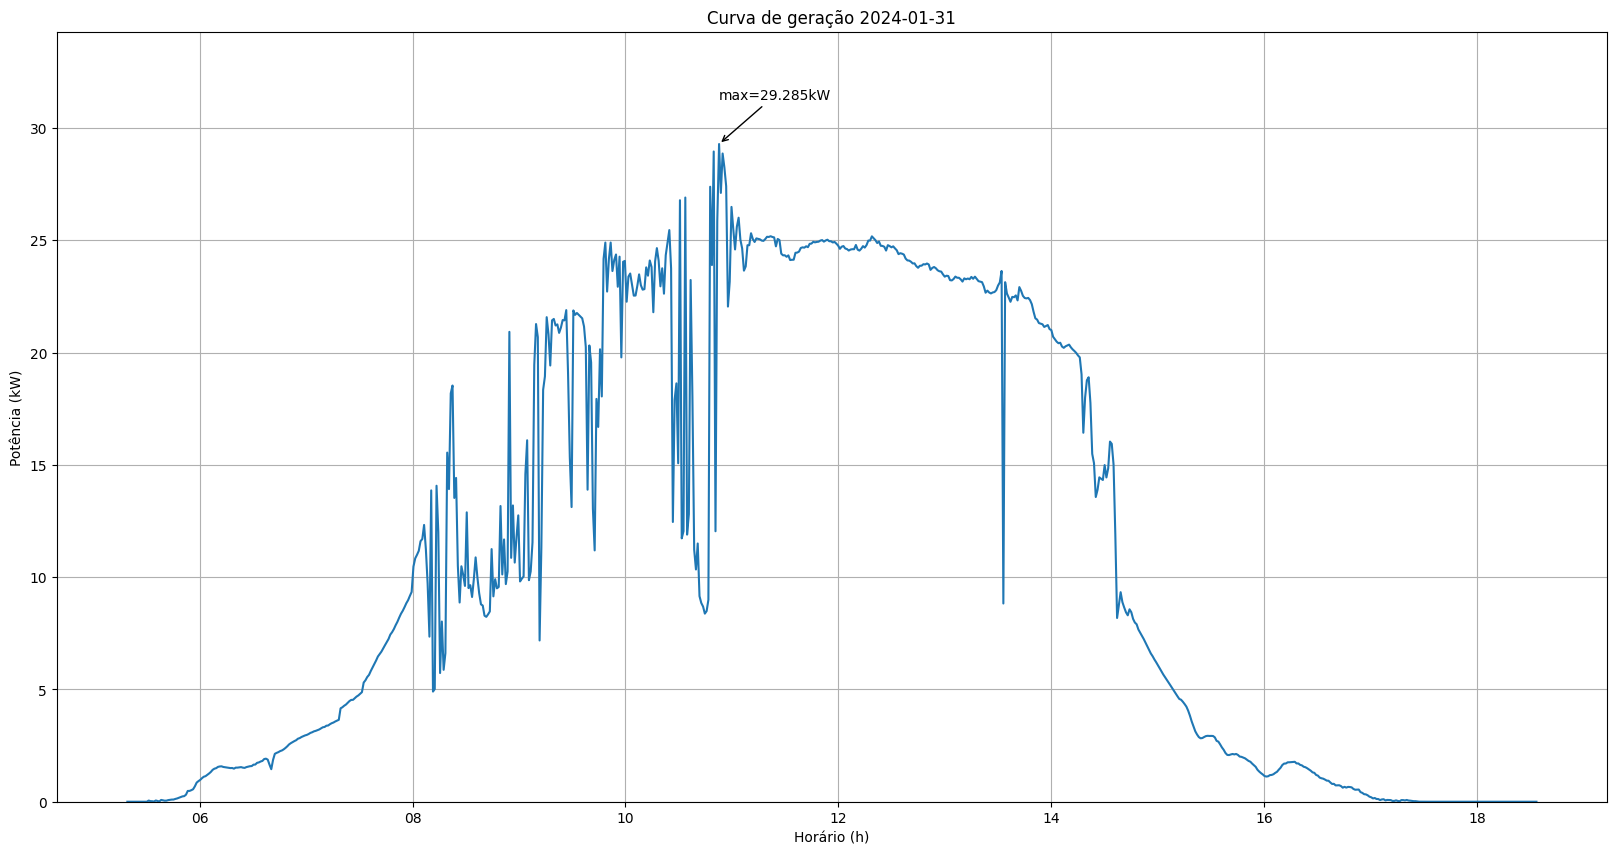 Curva de geração 2024-01-31
max=29.285kW
30
25
20
15
10
5
0
Potência (kW)
06 08 10 12 14 16 18
Horário (h)